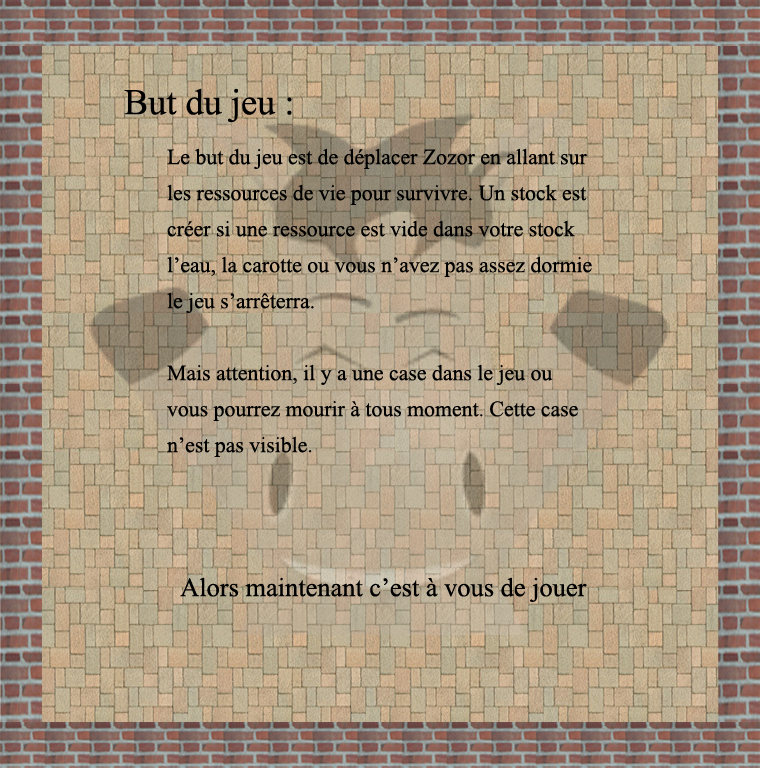 But du jeu :
Le but du jeu est de déplacer Zozor en allant sur
les ressources de vie pour survivre. Un stock est
créer si une ressource est vide dans votre stock
l’eau, la carotte ou vous n’avez pas assez dormie
le jeu s’arrêterra.
Mais attention, il y a une case dans le jeu ou
vous pourrez mourir à tous moment. Cette case
n’est pas visible.
Alors maintenant c’est à vous de jouer